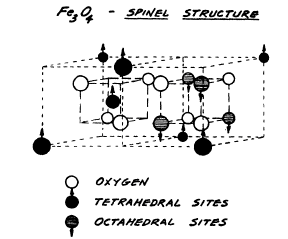 Fe3O4 - SPINEL STRUCTURE
OXYGEN
TETRAHEDRAL SITES
OCTAHEDRAL SITES